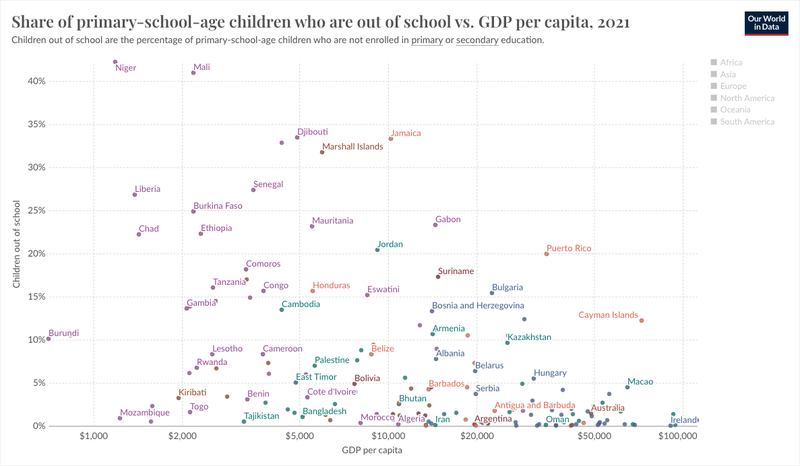 Share of primary-school-age children who are out of school vs. GDP per capita, 2021
Our World
in Data
Children out of school are the percentage of primary-school-age children who are not enrolled in primary or secondary education.
Africa
Asia
Europe
North America
Oceania
South America
Children out of school
40%
35%
30%
25%
20%
15%
10%
5%
0%
Niger
Mali
Djibouti
Jamaica
Marshall Islands
Senegal
Liberia
Burkina Faso
Mauritania
Gabon
Chad
Ethiopia
Jordan
Puerto Rico
Comoros
Suriname
Tanzania
Congo
Honduras
Eswatini
Bulgaria
Gambia
Cambodia
Bosnia and Herzegovina
Cayman Islands
Burundi
Armenia
Kazakhstan
Lesotho
Cameroon
Belize
Albania
Rwanda
Palestine
Belarus
East Timor
Bolivia
Hungary
Barbados
Macao
Kiribati
Benin
Cote d'Ivoire
Serbia
Bhutan
Togo
Antigua and Barbuda
Australia
Mozambique
Tajikistan
Bangladesh
Morocco
Algeria
Iran
Argentina
Oman
Ireland
$1,000
$2,000
$5,000
$10,000
$20,000
$50,000
$100,000
GDP per capita